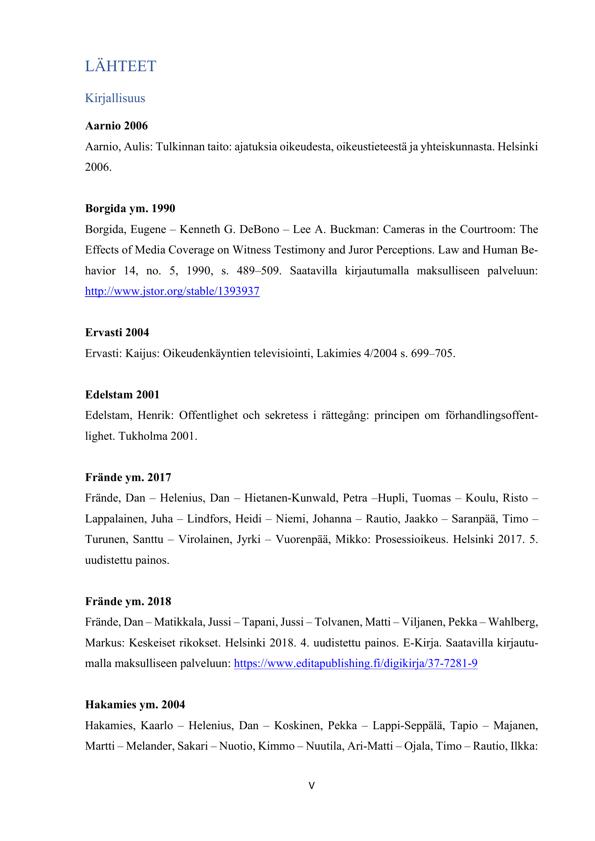 LÄHTEET
Kirjallisuus
Aarnio 2006
Aarnio, Aulis: Tulkinnan taito: ajatuksia oikeudesta, oikeustieteestä ja yhteiskunnasta. Helsinki
2006.
Borgida ym. 1990
Borgida, Eugene – Kenneth G. DeBono – Lee A. Buckman: Cameras in the Courtroom: The
Effects of Media Coverage on Witness Testimony and Juror Perceptions. Law and Human Be-
havior 14, no. 5, 1990, s. 489–509. Saatavilla kirjautumalla maksulliseen palveluun:
http://www.jstor.org/stable/1393937
Ervasti 2004
Ervasti: Kaijus: Oikeudenkäyntien televisiointi, Lakimies 4/2004 s. 699–705.
Edelstam 2001
Edelstam, Henrik: Offentlighet och sekretess i rättegång: principen om förhandlingsoffent-
lighet. Tukholma 2001.
Frände ym. 2017
Frände, Dan – Helenius, Dan – Hietanen-Kunwald, Petra –Hupli, Tuomas – Koulu, Risto –
Lappalainen, Juha – Lindfors, Heidi – Niemi, Johanna – Rautio, Jaakko – Saranpää, Timo –
Turunen, Santtu – Virolainen, Jyrki – Vuorenpää, Mikko: Prosessioikeus. Helsinki 2017. 5.
uudistettu painos.
Frände ym. 2018
Frände, Dan – Matikkala, Jussi – Tapani, Jussi – Tolvanen, Matti – Viljanen, Pekka – Wahlberg,
Markus: Keskeiset rikokset. Helsinki 2018. 4. uudistettu painos. E-Kirja. Saatavilla kirjautu-
malla maksulliseen palveluun: https://www.editapublishing.fi/digikirja/37-7281-9
Hakamies ym. 2004
Hakamies, Kaarlo – Helenius, Dan – Koskinen, Pekka – Lappi-Seppälä, Tapio – Majanen,
Martti – Melander, Sakari – Nuotio, Kimmo – Nuutila, Ari-Matti – Ojala, Timo – Rautio, Ilkka:
V